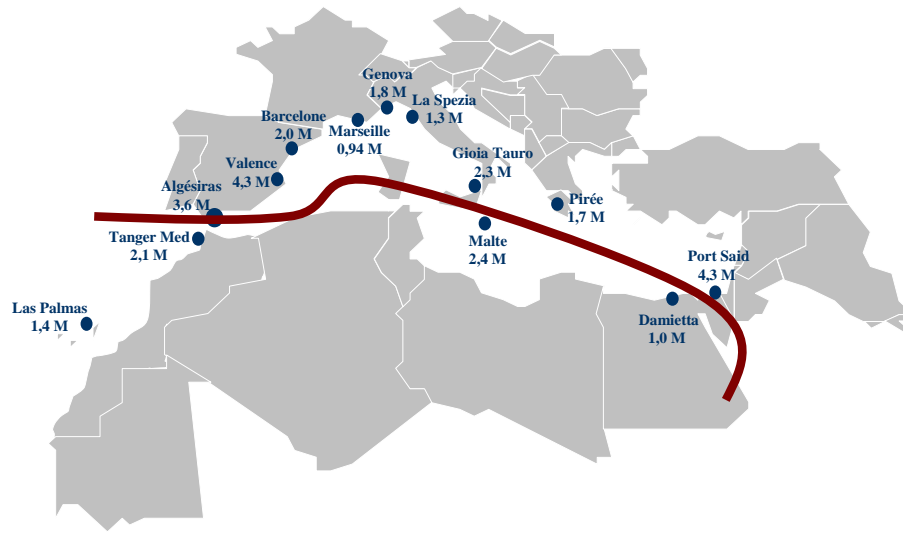 Genova
1,8 M
La Spezia
1,3 M
Barcelone
2,0 M
Marseille
0,94 M
Gioia Tauro
2,3 M
Valence
4,3 M
Algésiras
3,6 M
Pirée
1,7 M
Tanger Med
2,1 M
Malte
2,4 M
Port Said
4,3 M
Las Palmas
1,4 M
Damietta
1,0 M